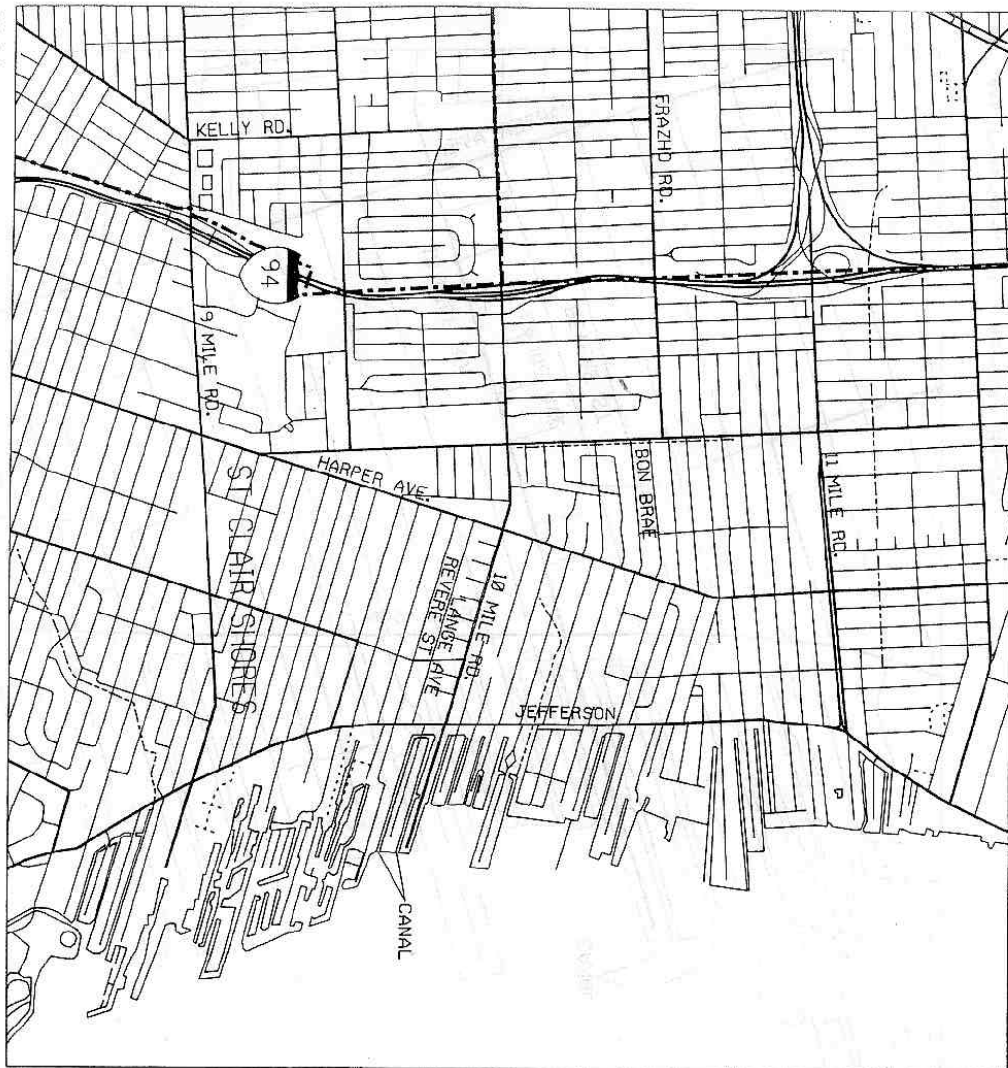 KELLY RD.
FRAZHO RD.
94
9 MILE RD.
HARPER AVE.
BON BRAE
11 MILE RD.
ST CLAIR SHORES
10 MILE RD.
LANSE
REVERE ST AVE
JEFFERSON
CANAL